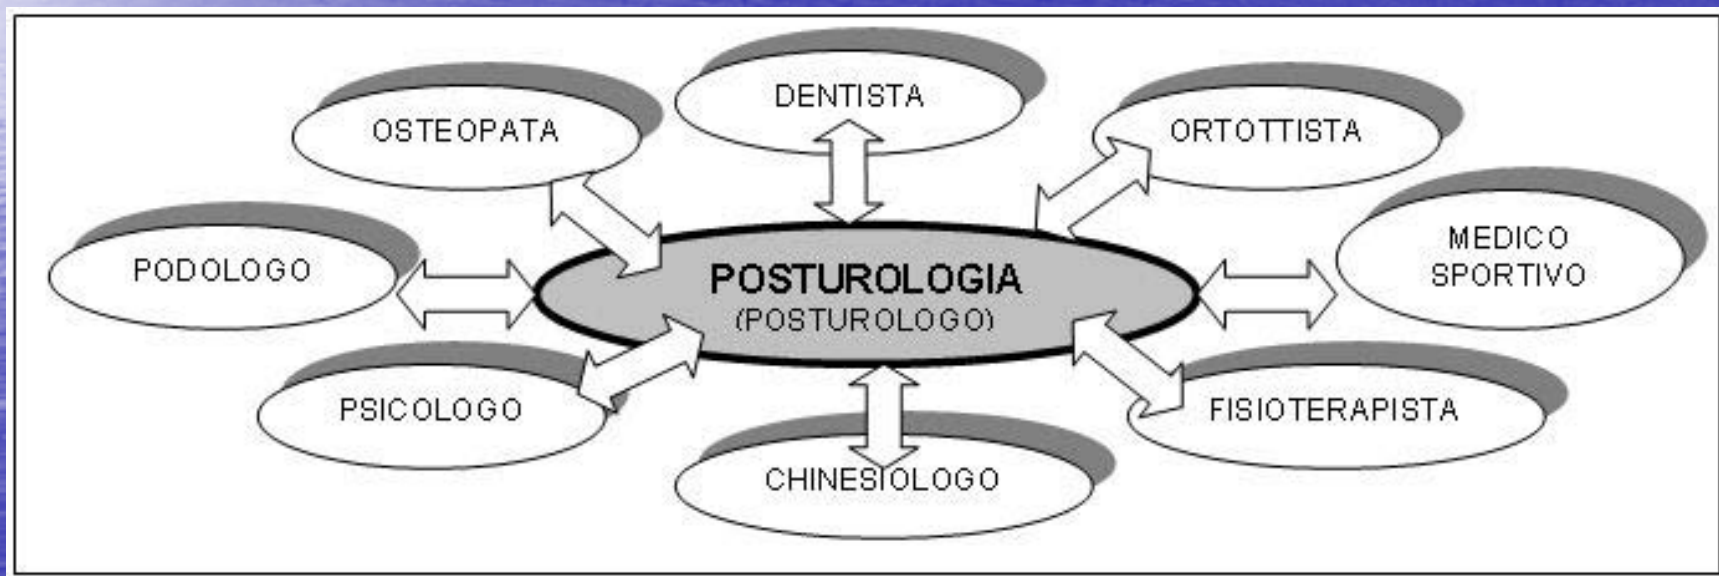 DENTISTA
OSTEOPATA
ORTOTTISTA
MEDICO
SPORTIVO
PODOLOGO
POSTUROLOGIA
(POSTUROLOGO)
PSICOLOGO
FISIOTERAPISTA
CHINESIOLOGO